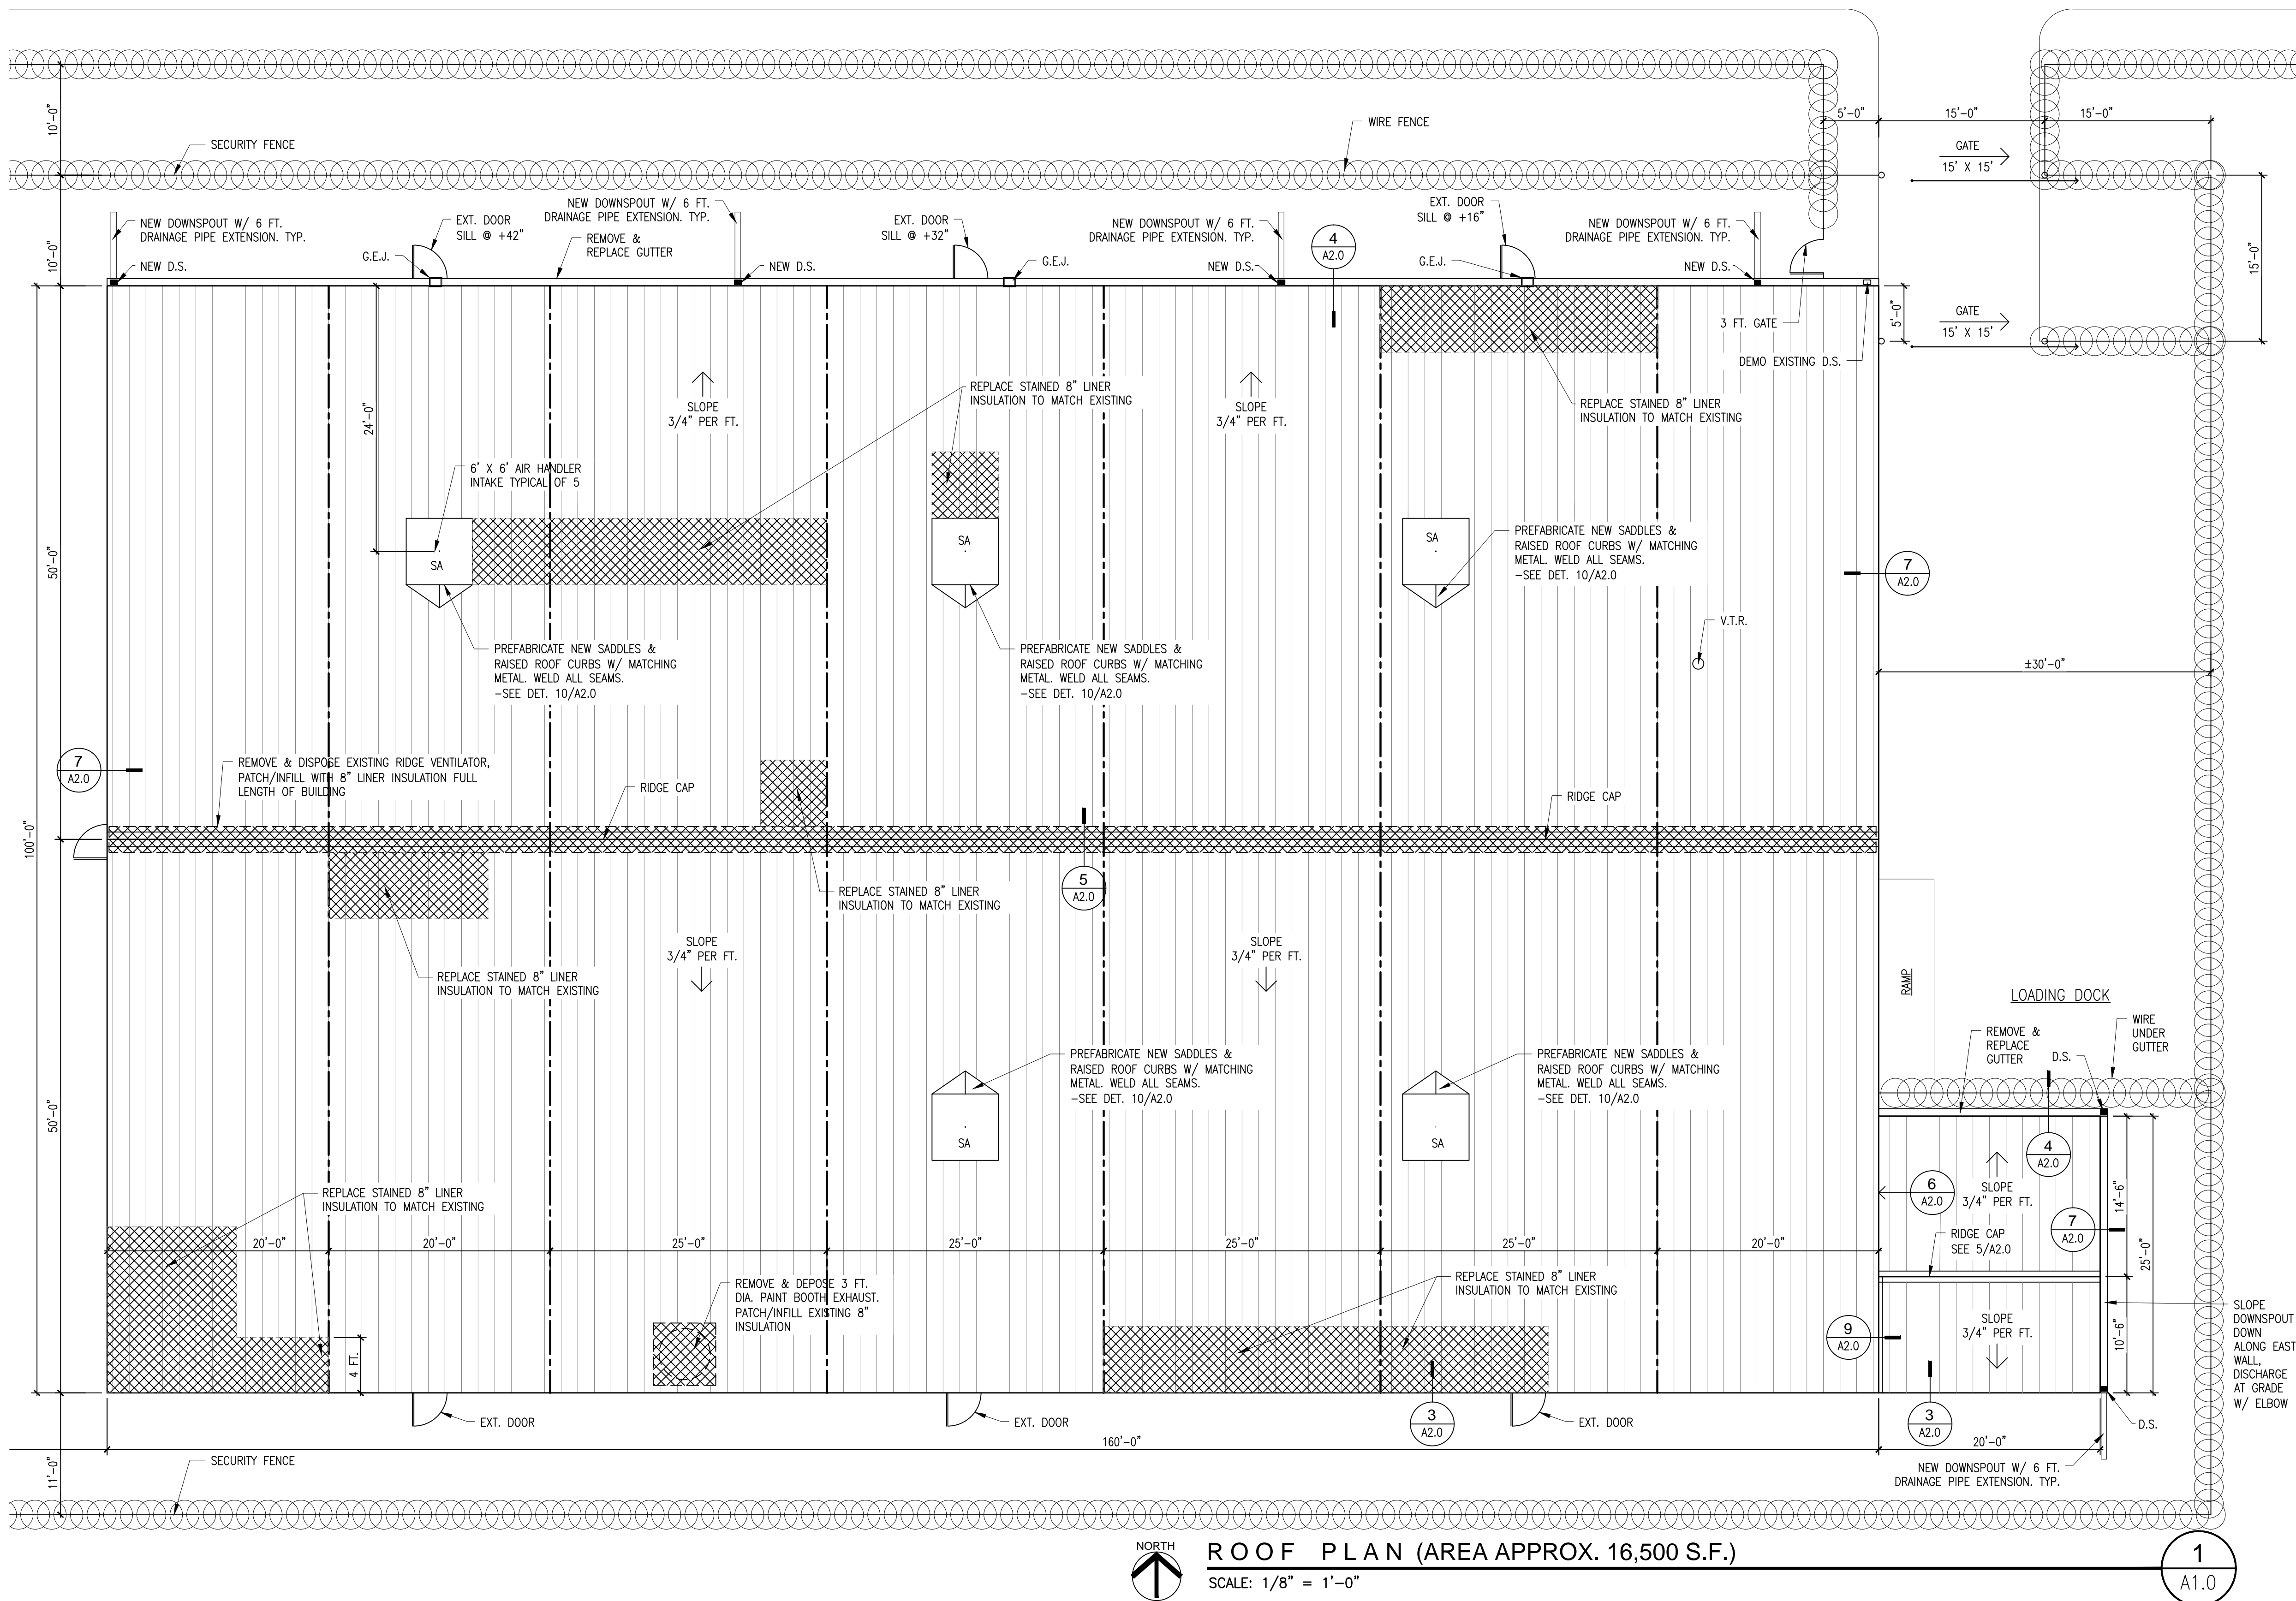 10'-0"
SECURITY FENCE
WIRE FENCE
5'-0"
15'-0"
15'-0"
GATE
15' X 15'
10'-0"
NEW DOWNSPOUT W/ 6 FT.
DRAINAGE PIPE EXTENSION. TYP.
NEW D.S.
G.E.J.
EXT. DOOR
SILL @ +42"
NEW DOWNSPOUT W/ 6 FT.
DRAINAGE PIPE EXTENSION. TYP.
REMOVE &
REPLACE GUTTER
NEW D.S.
EXT. DOOR
SILL @ +32"
G.E.J.
NEW DOWNSPOUT W/ 6 FT.
DRAINAGE PIPE EXTENSION. TYP.
NEW D.S.
4
A2.0
EXT. DOOR
SILL @ +16"
G.E.J.
NEW DOWNSPOUT W/ 6 FT.
DRAINAGE PIPE EXTENSION. TYP.
NEW D.S.
15'-0"
5'-0"
GATE
15' X 15'
3 FT. GATE
DEMO EXISTING D.S.
24'-0"
SLOPE
3/4" PER FT.
REPLACE STAINED 8" LINER
INSULATION TO MATCH EXISTING
SLOPE
3/4" PER FT.
REPLACE STAINED 8" LINER
INSULATION TO MATCH EXISTING
6' X 6' AIR HANDLER
INTAKE TYPICAL OF 5
SA
SA
SA
PREFABRICATE NEW SADDLES &
RAISED ROOF CURBS W/ MATCHING
METAL. WELD ALL SEAMS.
-SEE DET. 10/A2.0
50'-0"
7
A2.0
V.T.R.
PREFABRICATE NEW SADDLES &
RAISED ROOF CURBS W/ MATCHING
METAL. WELD ALL SEAMS.
-SEE DET. 10/A2.0
PREFABRICATE NEW SADDLES &
RAISED ROOF CURBS W/ MATCHING
METAL. WELD ALL SEAMS.
-SEE DET. 10/A2.0
±30'-0"
7
A2.0
REMOVE & DISPOSE EXISTING RIDGE VENTILATOR,
PATCH/INFILL WITH 8" LINER INSULATION FULL
LENGTH OF BUILDING
RIDGE CAP
RIDGE CAP
100'-0"
5
A2.0
REPLACE STAINED 8" LINER
INSULATION TO MATCH EXISTING
REPLACE STAINED 8" LINER
INSULATION TO MATCH EXISTING
SLOPE
3/4" PER FT.
SLOPE
3/4" PER FT.
RAMP
LOADING DOCK
REMOVE &
REPLACE
GUTTER
D.S.
WIRE
UNDER
GUTTER
50'-0"
PREFABRICATE NEW SADDLES &
RAISED ROOF CURBS W/ MATCHING
METAL. WELD ALL SEAMS.
-SEE DET. 10/A2.0
PREFABRICATE NEW SADDLES &
RAISED ROOF CURBS W/ MATCHING
METAL. WELD ALL SEAMS.
-SEE DET. 10/A2.0
SA
SA
4
A2.0
6
A2.0
SLOPE
3/4" PER FT.
14'-6"
7
A2.0
RIDGE CAP
SEE 5/A2.0
25'-0"
REPLACE STAINED 8" LINER
INSULATION TO MATCH EXISTING
20'-0"
20'-0"
25'-0"
25'-0"
25'-0"
25'-0"
20'-0"
REMOVE & DEPOSE 3 FT.
DIA. PAINT BOOTH EXHAUST.
PATCH/INFILL EXISTING 8"
INSULATION
REPLACE STAINED 8" LINER
INSULATION TO MATCH EXISTING
4 FT.
9
A2.0
SLOPE
3/4" PER FT.
10'-6"
SLOPE
DOWNSPOUT
DOWN
ALONG EAST
WALL,
DISCHARGE
AT GRADE
W/ ELBOW
EXT. DOOR
EXT. DOOR
3
A2.0
EXT. DOOR
3
A2.0
D.S.
160'-0"
20'-0"
11'-0"
SECURITY FENCE
NEW DOWNSPOUT W/ 6 FT.
DRAINAGE PIPE EXTENSION. TYP.
NORTH
ROOF PLAN (AREA APPROX. 16,500 S.F.)
SCALE: 1/8" = 1'-0"
1
A1.0